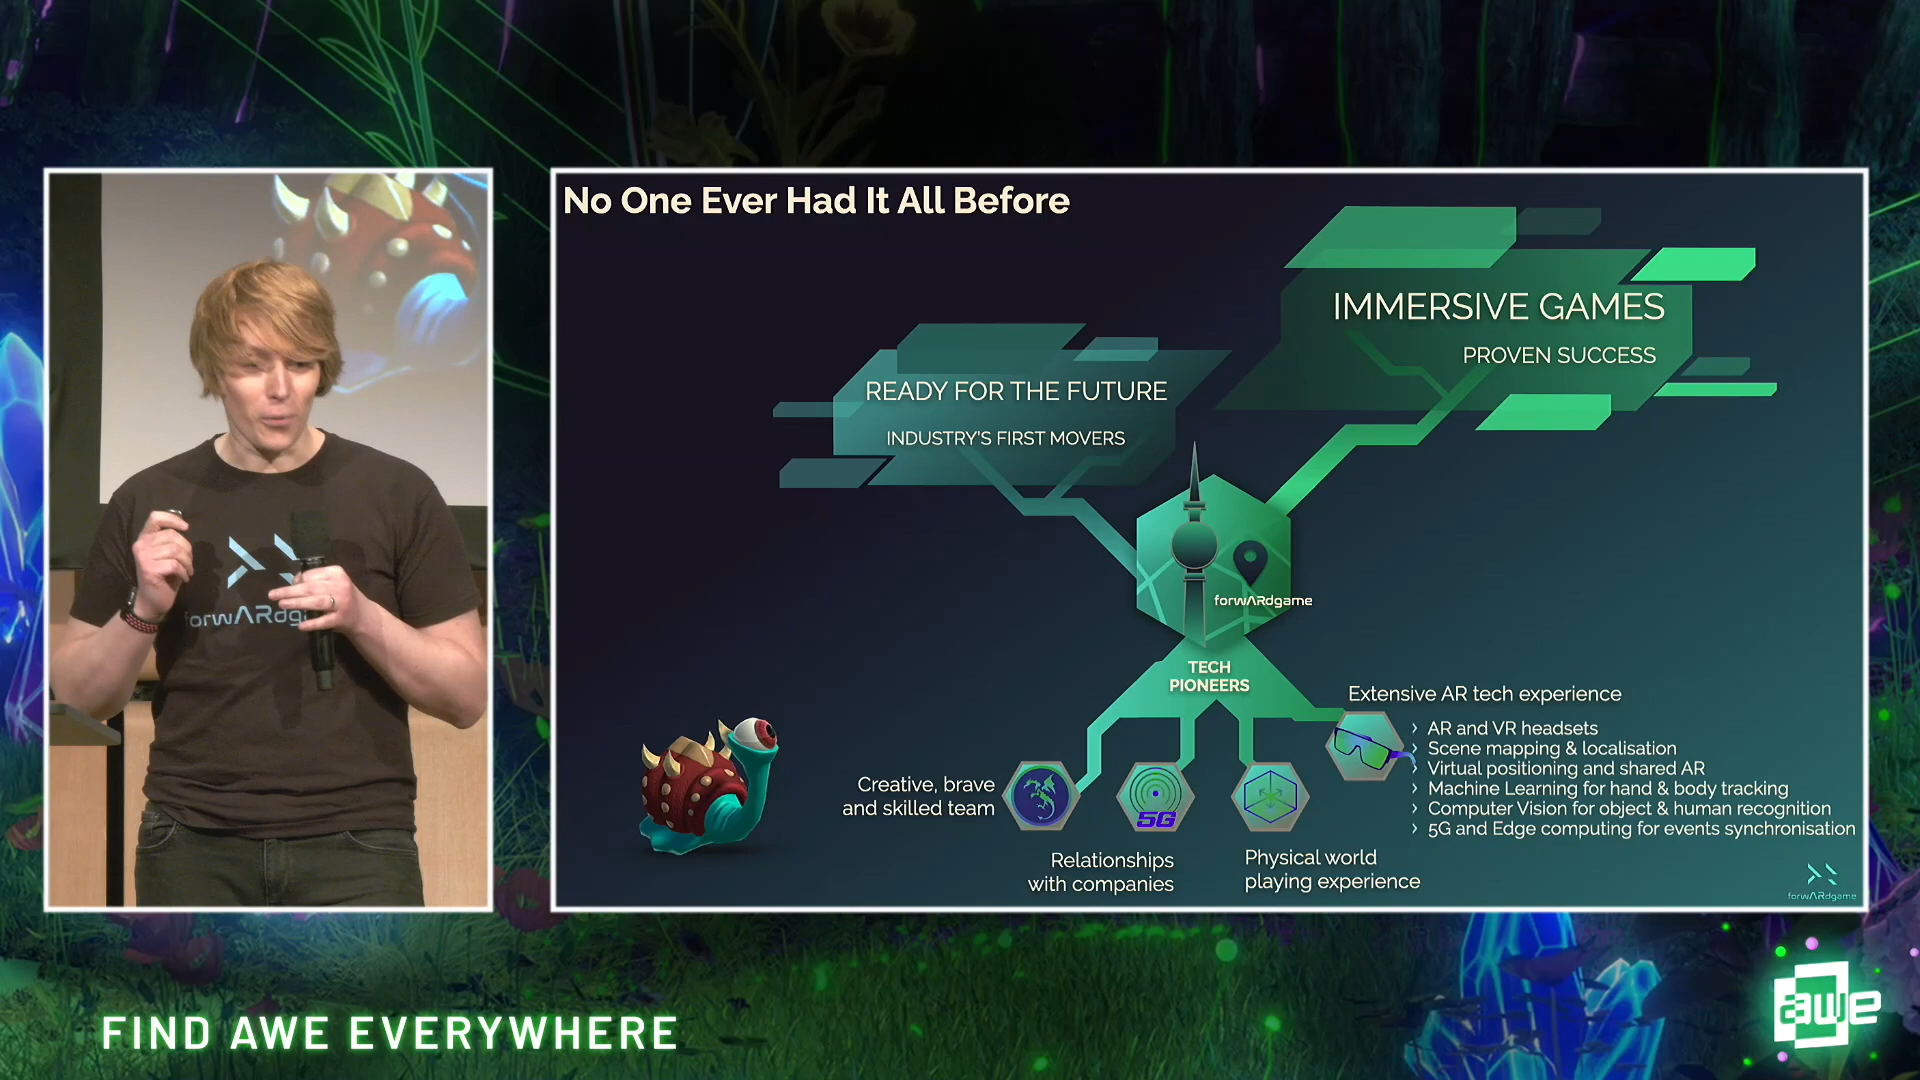 No One Ever Had It All Before
IMMERSIVE GAMES
PROVEN SUCCESS
READY FOR THE FUTURE
INDUSTRY'S FIRST MOVERS
forwARdgame
TECH
PIONEERS
Extensive AR tech experience
› AR and VR headsets
› Scene mapping & localisation
› Virtual positioning and shared AR
› Machine Learning for hand & body tracking
› Computer Vision for object & human recognition
› 5G and Edge computing for events synchronisation
Creative, brave
and skilled team
5G
Relationships
with companies
Physical world
playing experience
forwARdgame
forwARdg
FIND AWE EVERYWHERE
awe